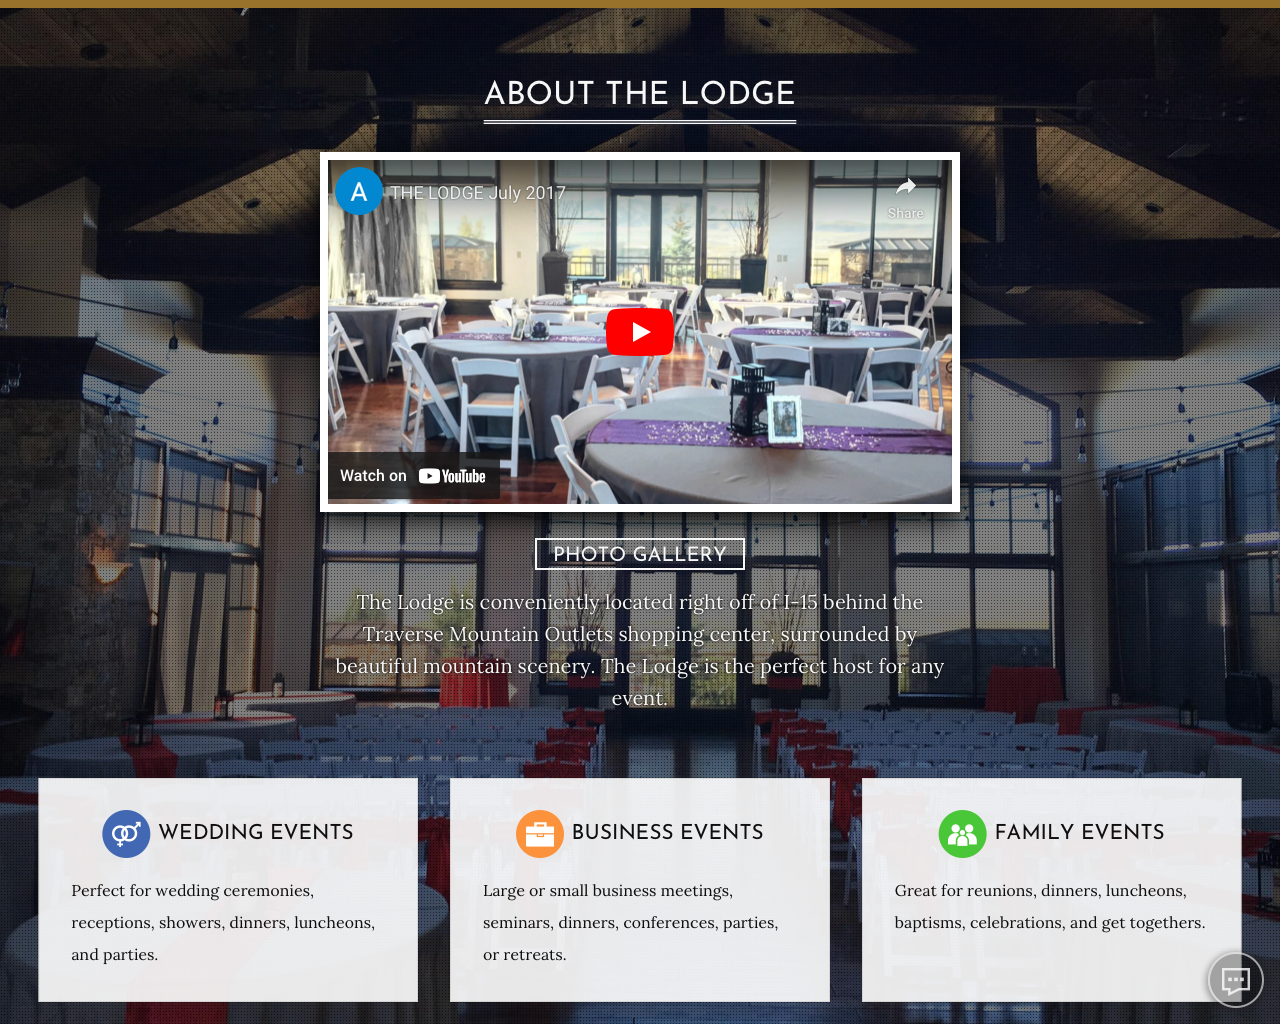 ABOUT THE LODGE
A
THE LODGE July 2017
Share
Watch on YouTube
PHOTO GALLERY
The Lodge is conveniently located right off of I-15 behind the
Traverse Mountain Outlets shopping center, surrounded by
beautiful mountain scenery. The Lodge is the perfect host for any
event.
WEDDING EVENTS
Perfect for wedding ceremonies,
receptions, showers, dinners, luncheons,
and parties.
BUSINESS EVENTS
Large or small business meetings,
seminars, dinners, conferences, parties,
or retreats.
FAMILY EVENTS
Great for reunions, dinners, luncheons,
baptisms, celebrations, and get togethers.